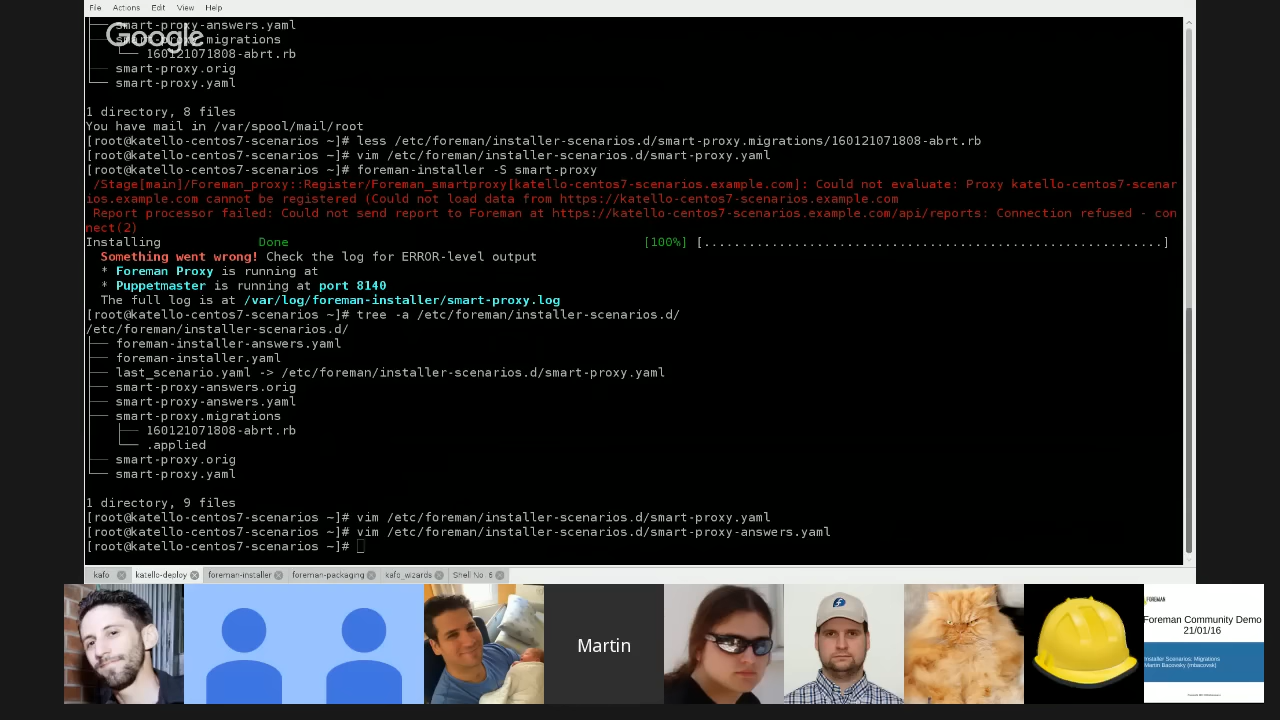 File Actions Edit View Help
├── smart-proxy-answers.yaml
├── smart-proxy.migrations
│   └── 160121071808-abrt.rb
├── smart-proxy.orig
└── smart-proxy.yaml
Google
1 directory, 8 files
You have mail in /var/spool/mail/root
[root@katello-centos7-scenarios ~]# less /etc/foreman/installer-scenarios.d/smart-proxy.migrations/160121071808-abrt.rb
[root@katello-centos7-scenarios ~]# vim /etc/foreman/installer-scenarios.d/smart-proxy.yaml
[root@katello-centos7-scenarios ~]# foreman-installer -S smart-proxy
/Stage[main]/Foreman_proxy::Register/Foreman_smartproxy[katello-centos7-scenarios.example.com]: Could not evaluate: Proxy katello-centos7-scenar
ios.example.com cannot be registered (Could not load data from https://katello-centos7-scenarios.example.com
Report processor failed: Could not send report to Foreman at https://katello-centos7-scenarios.example.com/api/reports: Connection refused - con
nect(2)
Installing Done [100%] [.............................................................]
Something went wrong! Check the log for ERROR-level output
* Foreman Proxy is running at
* Puppetmaster is running at port 8140
The full log is at /var/log/foreman-installer/smart-proxy.log
[root@katello-centos7-scenarios ~]# tree -a /etc/foreman/installer-scenarios.d/
/etc/foreman/installer-scenarios.d/
├── foreman-installer-answers.yaml
├── foreman-installer.yaml
├── last_scenario.yaml -> /etc/foreman/installer-scenarios.d/smart-proxy.yaml
├── smart-proxy-answers.orig
├── smart-proxy-answers.yaml
├── smart-proxy.migrations
│   ├── 160121071808-abrt.rb
│   └── .applied
├── smart-proxy.orig
└── smart-proxy.yaml
1 directory, 9 files
[root@katello-centos7-scenarios ~]# vim /etc/foreman/installer-scenarios.d/smart-proxy.yaml
[root@katello-centos7-scenarios ~]# vim /etc/foreman/installer-scenarios.d/smart-proxy-answers.yaml
[root@katello-centos7-scenarios ~]#
kafo katello-deploy foreman-installer foreman-packaging kafo_wizards Shell No. 6
Martin
FOREMAN
Foreman Community Demo
21/01/16
Installer Scenarios: Migrations
Martin Bacovsky (mbacovsk)